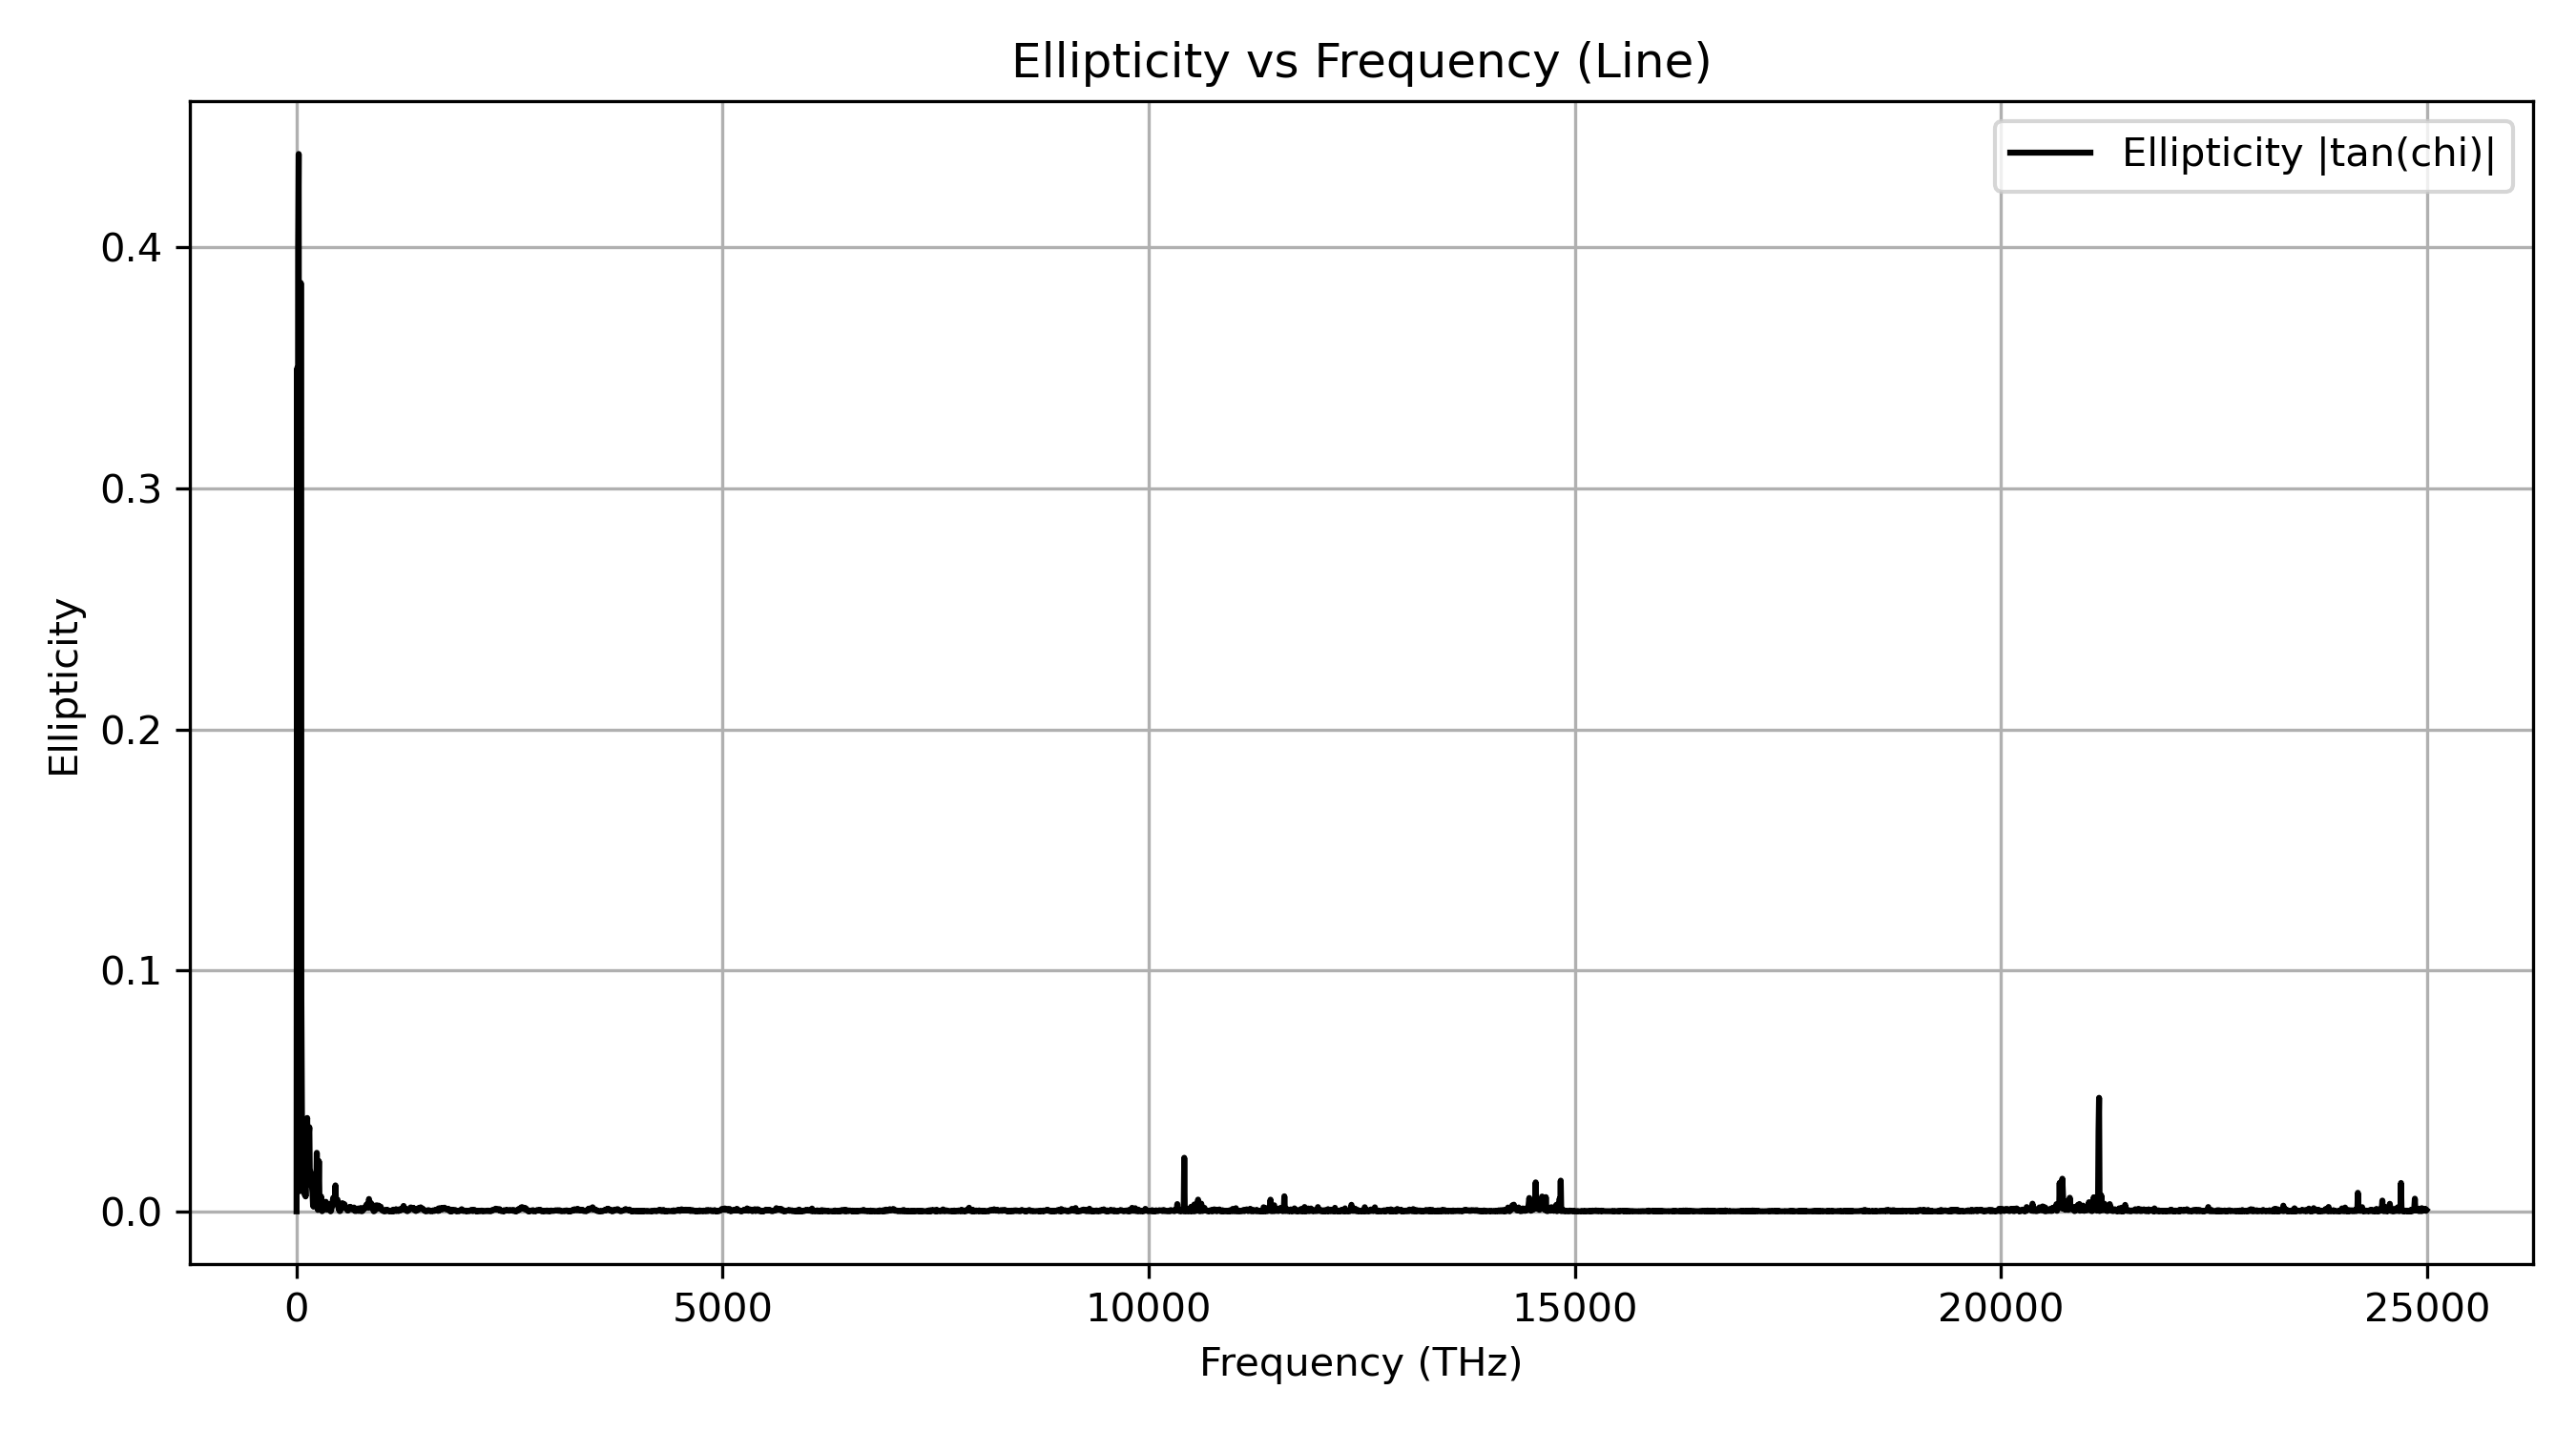 Ellipticity vs Frequency (Line)
Ellipticity |tan(chi)|
Ellipticity
0.4
0.3
0.2
0.1
0.0
0 5000 10000 15000 20000 25000
Frequency (THz)